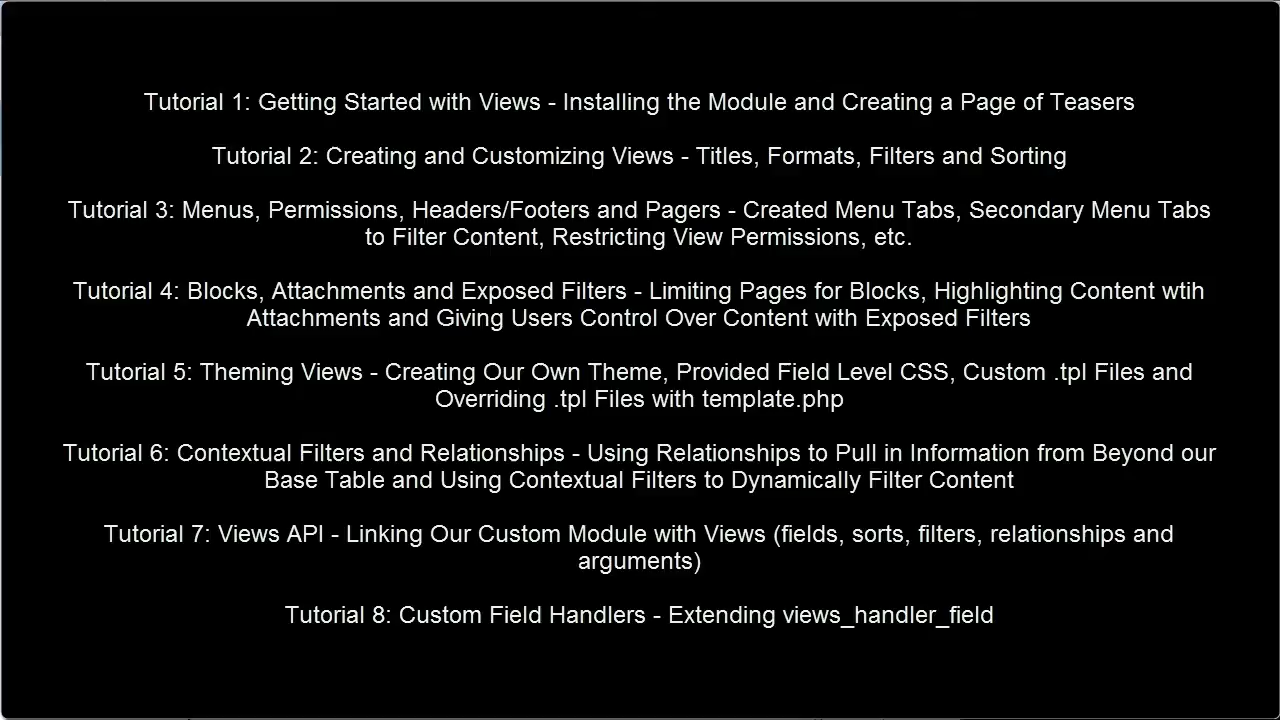 Tutorial 1: Getting Started with Views - Installing the Module and Creating a Page of Teasers
Tutorial 2: Creating and Customizing Views - Titles, Formats, Filters and Sorting
Tutorial 3: Menus, Permissions, Headers/Footers and Pagers - Created Menu Tabs, Secondary Menu Tabs
to Filter Content, Restricting View Permissions, etc.
Tutorial 4: Blocks, Attachments and Exposed Filters - Limiting Pages for Blocks, Highlighting Content wtih
Attachments and Giving Users Control Over Content with Exposed Filters
Tutorial 5: Theming Views - Creating Our Own Theme, Provided Field Level CSS, Custom .tpl Files and
Overriding .tpl Files with template.php
Tutorial 6: Contextual Filters and Relationships - Using Relationships to Pull in Information from Beyond our
Base Table and Using Contextual Filters to Dynamically Filter Content
Tutorial 7: Views API - Linking Our Custom Module with Views (fields, sorts, filters, relationships and
arguments)
Tutorial 8: Custom Field Handlers - Extending views_handler_field